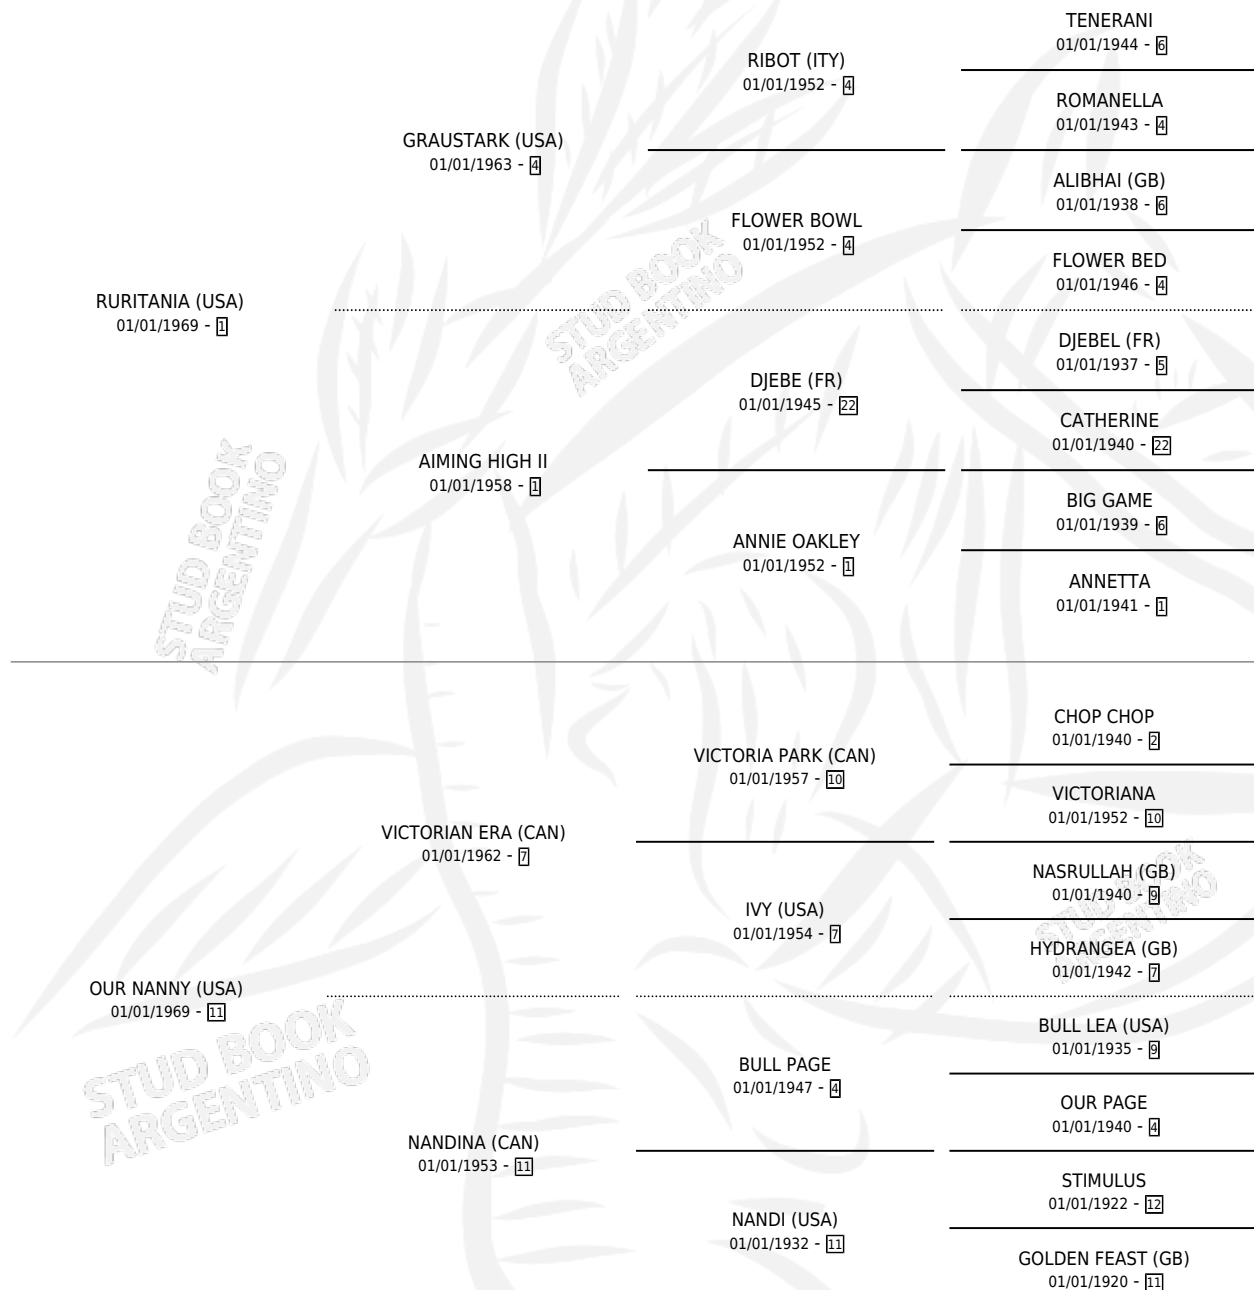 TENERANI
01/01/1944 - 6
RIBOT (ITY)
01/01/1952 - 4
ROMANELLA
01/01/1943 - 4
GRAUSTARK (USA)
01/01/1963 - 4
ALIBHAI (GB)
01/01/1938 - 6
FLOWER BOWL
01/01/1952 - 4
FLOWER BED
01/01/1946 - 4
RURITANIA (USA)
01/01/1969 - 1
DJEBEL (FR)
01/01/1937 - 5
DJEBE (FR)
01/01/1945 - 22
CATHERINE
01/01/1940 - 22
AIMING HIGH II
01/01/1958 - 1
BIG GAME
01/01/1939 - 6
ANNIE OAKLEY
01/01/1952 - 1
ANNETTA
01/01/1941 - 1
STUD BOOK
ARGENTINO
STUD BOOK
ARGENTINO
CHOP CHOP
01/01/1940 - 2
VICTORIA PARK (CAN)
01/01/1957 - 10
VICTORIANA
01/01/1952 - 10
VICTORIAN ERA (CAN)
01/01/1962 - 7
NASRULLAH (GB)
01/01/1940 - 9
IVY (USA)
01/01/1954 - 7
HYDRANGEA (GB)
01/01/1942 - 7
OUR NANNY (USA)
01/01/1969 - 11
BULL LEA (USA)
01/01/1935 - 9
BULL PAGE
01/01/1947 - 4
OUR PAGE
01/01/1940 - 4
NANDINA (CAN)
01/01/1953 - 11
STIMULUS
01/01/1922 - 12
NANDI (USA)
01/01/1932 - 11
GOLDEN FEAST (GB)
01/01/1920 - 11
STUD BOOK
ARGENTINO
STUD BOOK
ARGENTINO